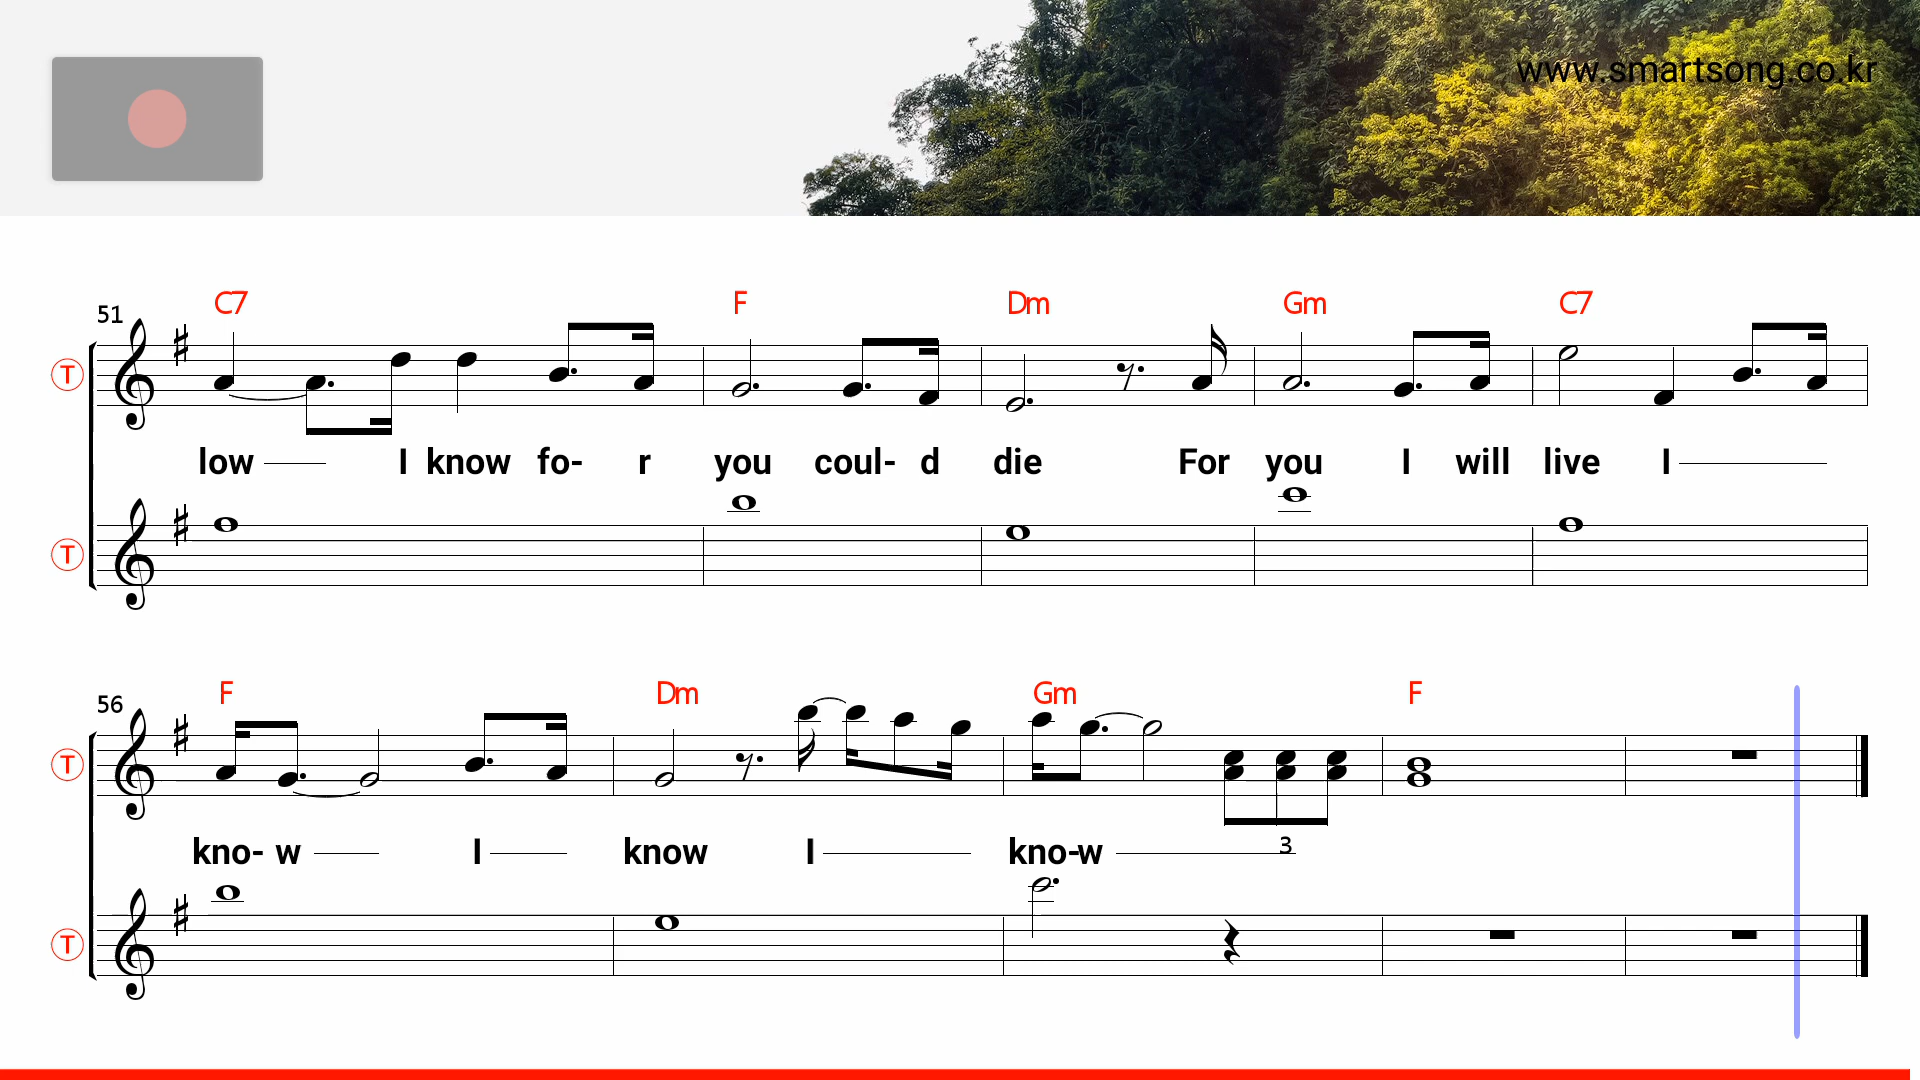 www.smartsong.co.kr
51 C7 F Dm Gm C7
T
low I know fo- r you coul- d die For you I will live I
T
56 F Dm Gm F
T
kno- w I know I kno-w 3
T